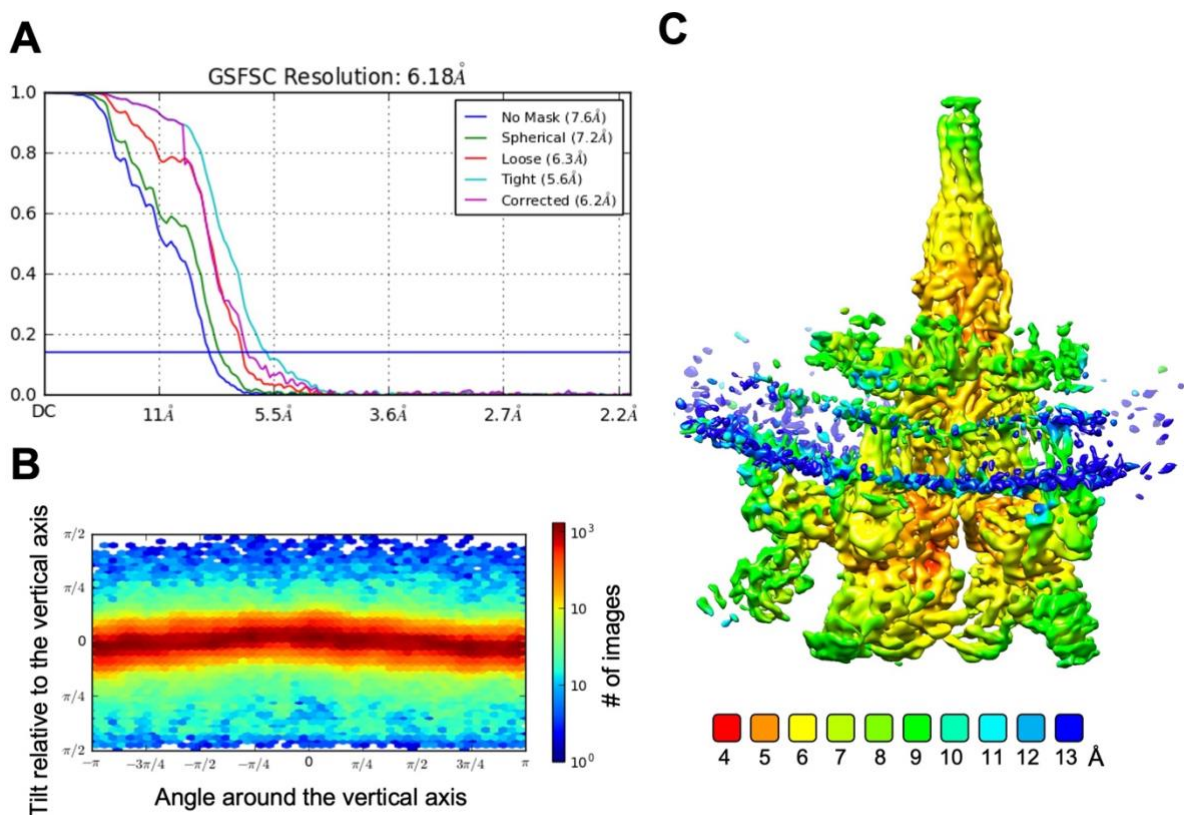 A
GSFSC Resolution: 6.18Å
1.0
0.8
0.6
0.4
0.2
0.0
No Mask (7.6Å)
Spherical (7.2Å)
Loose (6.3Å)
Tight (5.6Å)
Corrected (6.2Å)
DC 11Å 5.5Å 3.6Å 2.7Å 2.2Å
B
Tilt relative to the vertical axis
π/2
π/4
0
π/4
π/2
−π −3π/4 −π/2 −π/4 0 π/4 π/2 3π/4 π
Angle around the vertical axis
10³
10
10
10⁰
# of images
C
4 5 6 7 8 9 10 11 12 13 Å